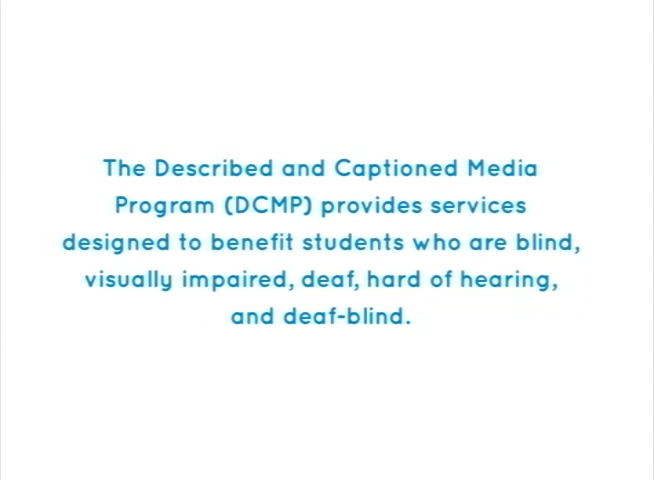 The Described and Captioned Media
Program (DCMP) provides services
designed to benefit students who are blind,
visually impaired, deaf, hard of hearing,
and deaf-blind.